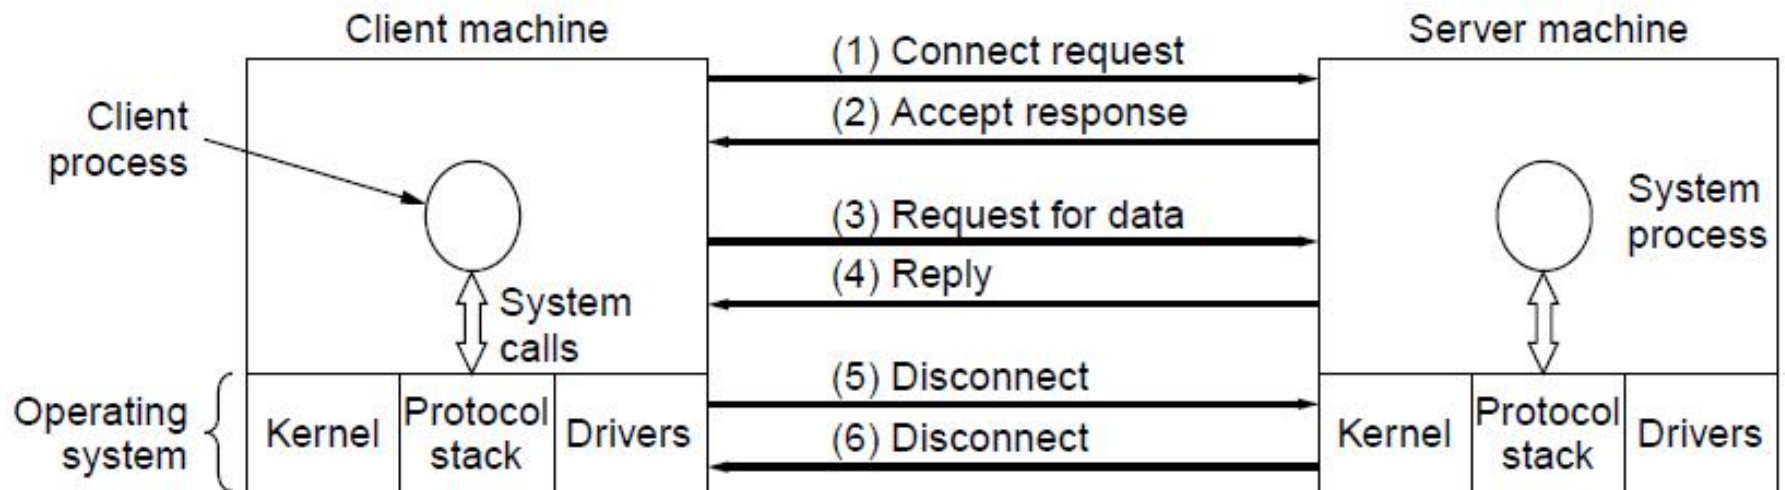 Client machine
Server machine
(1) Connect request
(2) Accept response
Client
process
(3) Request for data
System
process
(4) Reply
System
calls
(5) Disconnect
(6) Disconnect
Operating
system
Kernel
Protocol
stack
Drivers
Kernel
Protocol
stack
Drivers